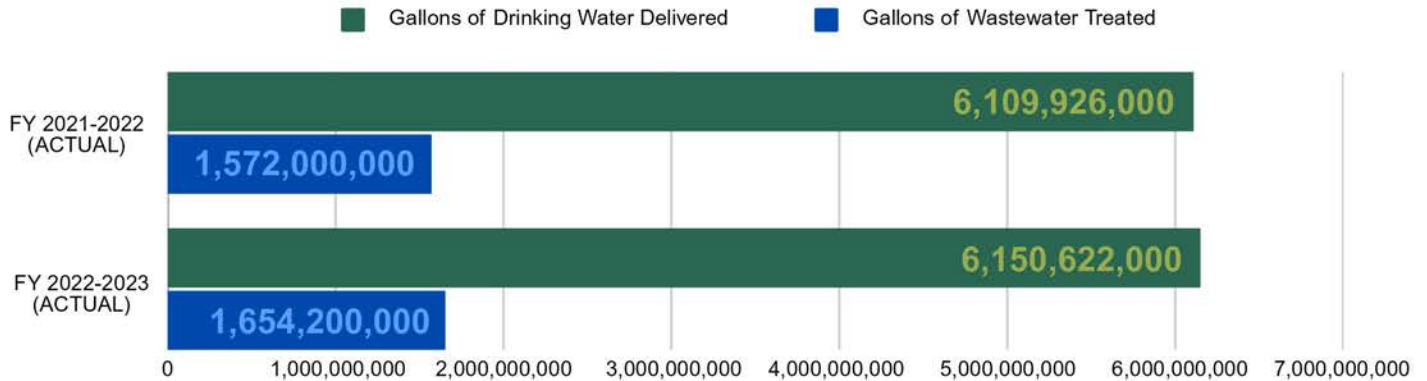 Gallons of Drinking Water Delivered Gallons of Wastewater Treated
FY 2021-2022
(ACTUAL)
6,109,926,000
1,572,000,000
FY 2022-2023
(ACTUAL)
6,150,622,000
1,654,200,000
0 1,000,000,000 2,000,000,000 3,000,000,000 4,000,000,000 5,000,000,000 6,000,000,000 7,000,000,000